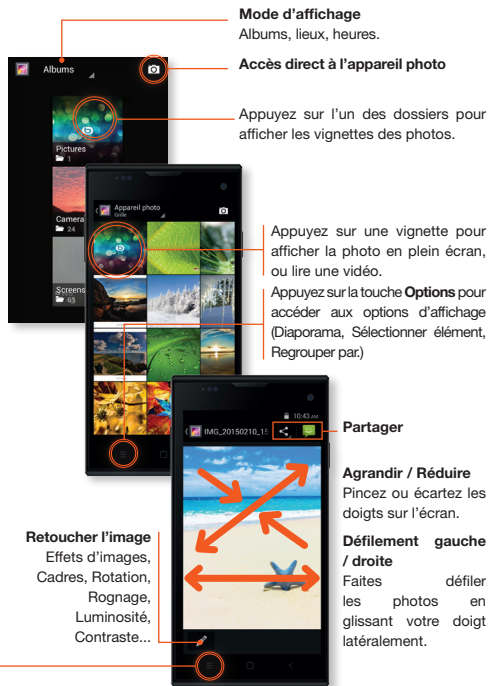 Mode d'affichage
Albums, lieux, heures.
Albums
Accès direct à l'appareil photo
Appuyez sur l'un des dossiers pour
afficher les vignettes des photos.
Pictures
1
Camera
24
Screens
63
Appareil photo
Grille
Appuyez sur une vignette pour
afficher la photo en plein écran,
ou lire une vidéo.
Appuyez sur la touche Options pour
accéder aux options d'affichage
(Diaporama, Sélectionner élément,
Regrouper par.)
10:43 AM
IMG_20150210_15
Partager
Agrandir / Réduire
Pincez ou écartez les
doigts sur l'écran.
Défilement gauche
/ droite
Faites défiler
les photos en
glissant votre doigt
latéralement.
Retoucher l'image
Effets d'images,
Cadres, Rotation,
Rognage,
Luminosité,
Contraste...